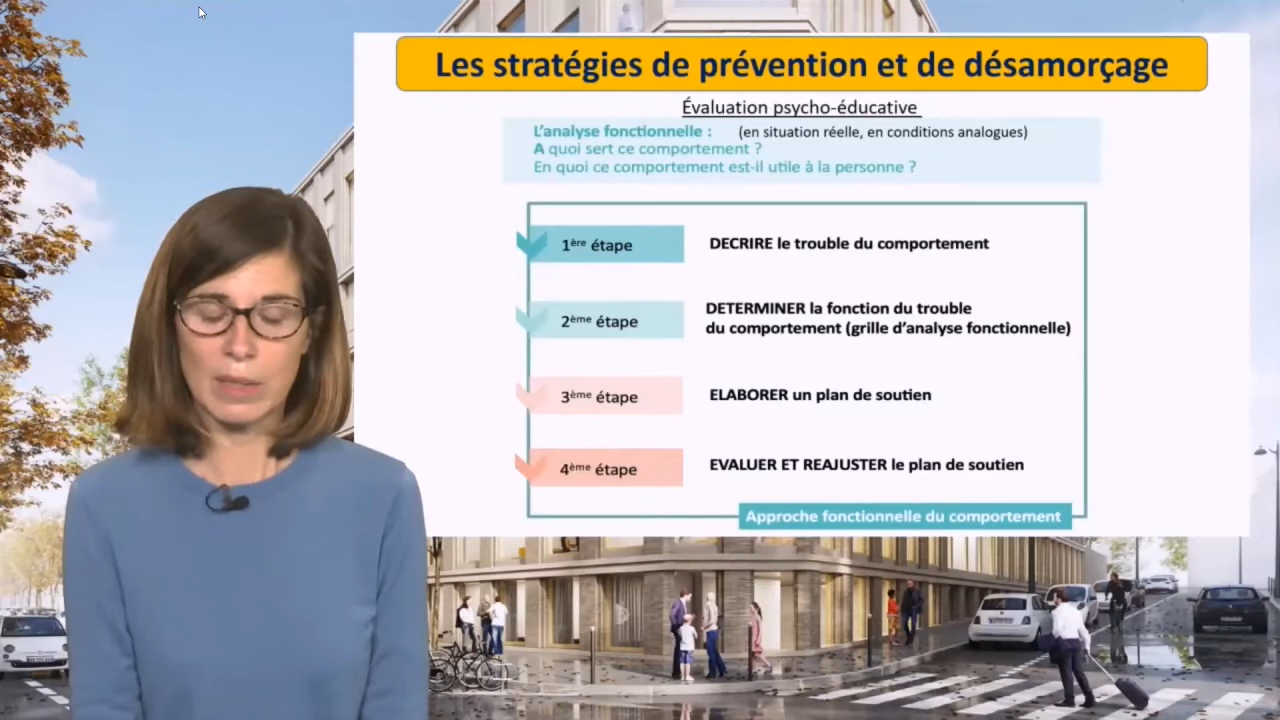 Les stratégies de prévention et de désamorçage
Évaluation psycho-éducative
L'analyse fonctionnelle : (en situation réelle, en conditions analogues)
A quoi sert ce comportement ?
En quoi ce comportement est-il utile à la personne ?
1ère étape DECRIRE le trouble du comportement
2ème étape DETERMINER la fonction du trouble
du comportement (grille d'analyse fonctionnelle)
3ème étape ELABORER un plan de soutien
4ème étape EVALUER ET REAJUSTER le plan de soutien
Approche fonctionnelle du comportement